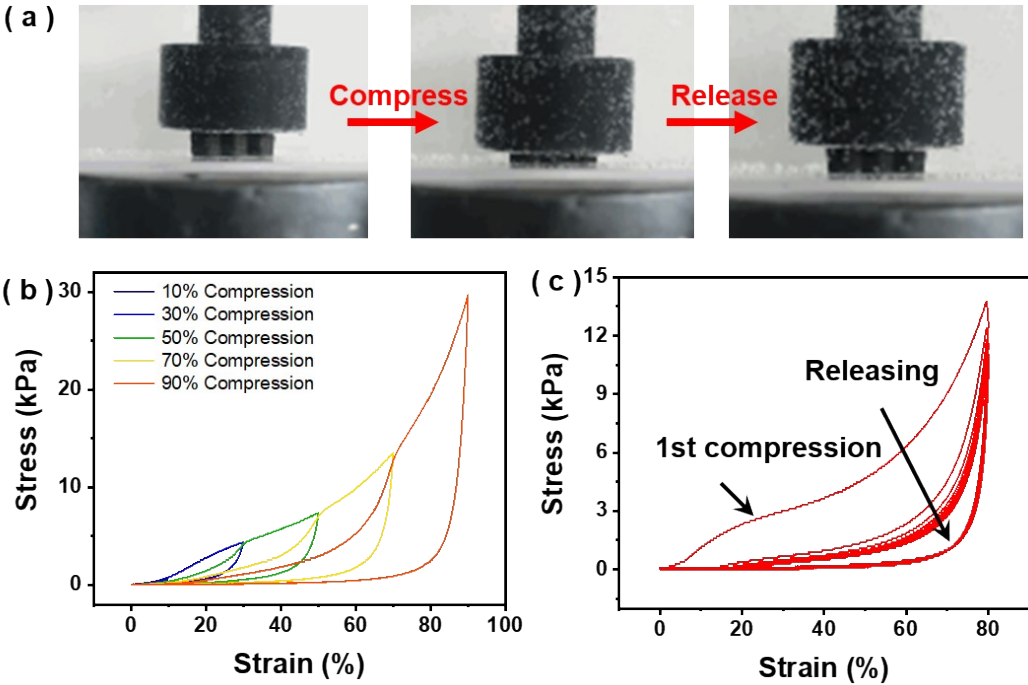 ( a )
Compress
Release
( b )
10% Compression
30% Compression
50% Compression
70% Compression
90% Compression
30
20
10
0
Stress (kPa)
0
20
40
60
80
100
Strain (%)
( c )
15
12
9
6
3
0
Stress (kPa)
Releasing
1st compression
0
20
40
60
80
Strain (%)